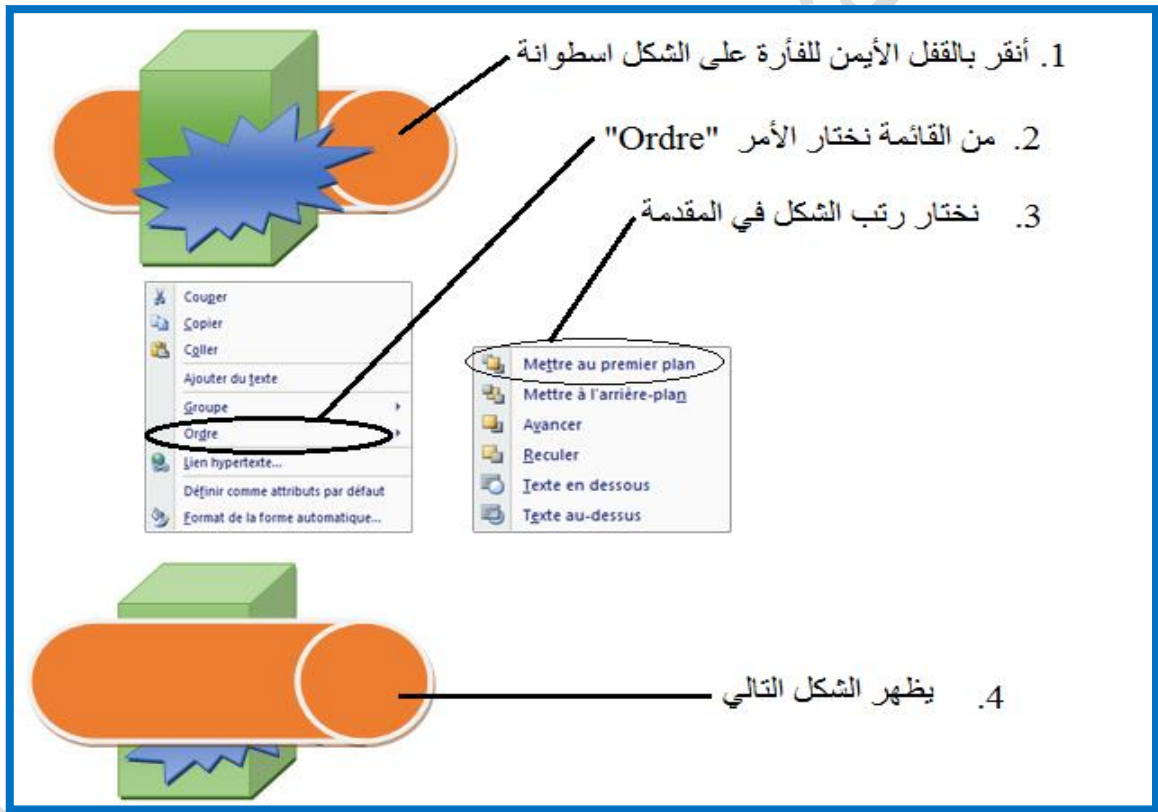 1. أنقر بالقفل الأيمن للفأرة على الشكل اسطوانة
2. من القائمة نختار الأمر "Ordre"
3. نختار رتب الشكل في المقدمة
Couper
Copier
Coller
Ajouter du texte
Groupe
Ordre
Lien hypertexte...
Définir comme attributs par défaut
Format de la forme automatique...
Mettre au premier plan
Mettre à l'arrière-plan
Avancer
Reculer
Texte en dessous
Texte au-dessus
4. يظهر الشكل التالي